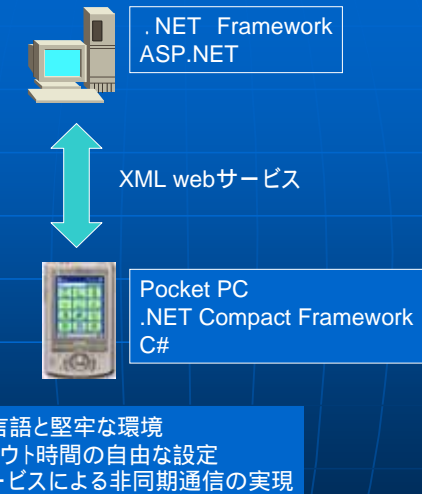 .NET Framework
ASP.NET
XML webサービス
Pocket PC
.NET Compact Framework
C#
言語と堅牢な環境
ウト時間の自由な設定
ービスによる非同期通信の実現